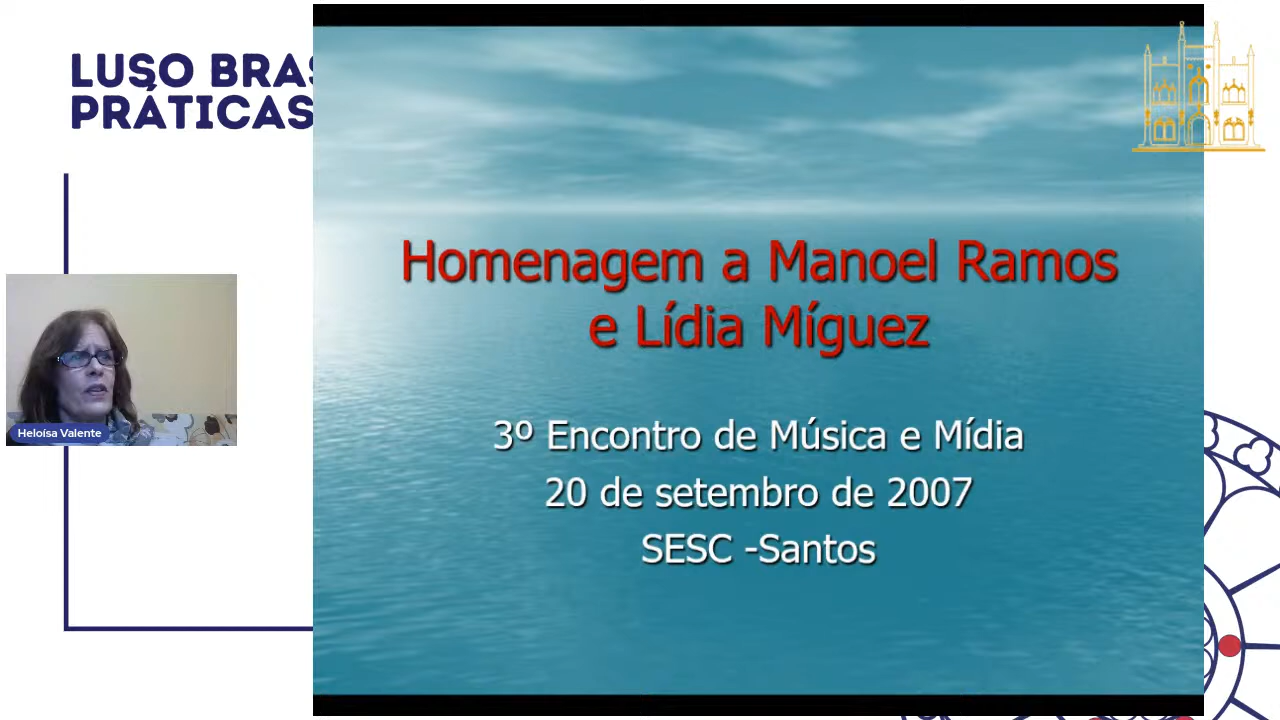 LUSO BRAS
PRÁTICAS
Homenagem a Manoel Ramos
e Lídia Míguez
3º Encontro de Música e Mídia
20 de setembro de 2007
SESC -Santos
Heloísa Valente